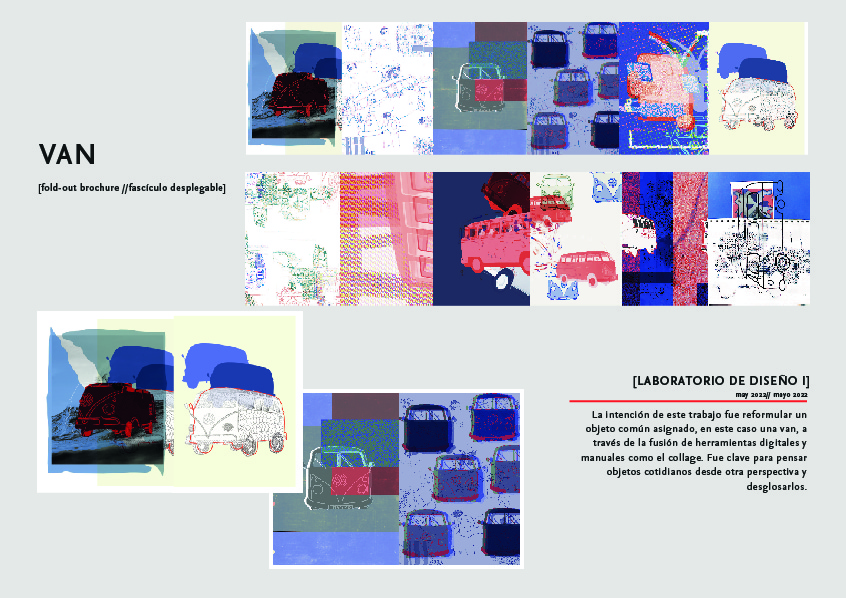 VAN
[fold-out brochure //fascículo desplegable]
[LABORATORIO DE DISEÑO I]
may 2022// mayo 2022
La intención de este trabajo fue reformular un
objeto común asignado, en este caso una van, a
través de la fusión de herramientas digitales y
manuales como el collage. Fue clave para pensar
objetos cotidianos desde otra perspectiva y
desglosarlos.